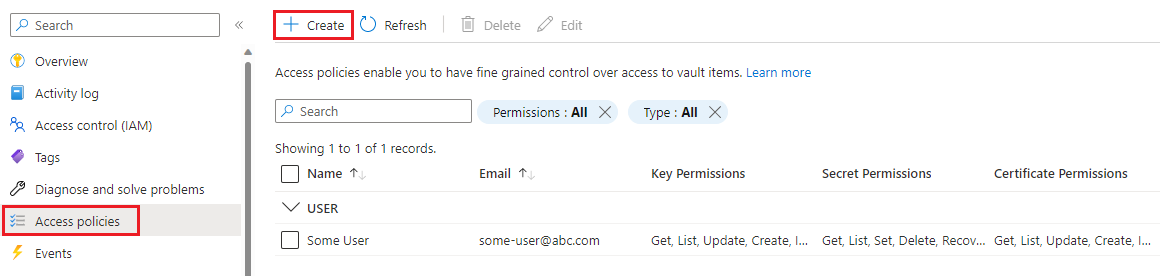 Search «
Overview
Activity log
Access control (IAM)
Tags
Diagnose and solve problems
Access policies
Events
+ Create Refresh Delete Edit
Access policies enable you to have fine grained control over access to vault items. Learn more
Search Permissions : All Type : All
Showing 1 to 1 of 1 records.
Name ↑↓ Email ↑↓ Key Permissions Secret Permissions Certificate Permissions
USER
Some User some-user@abc.com Get, List, Update, Create, I... Get, List, Set, Delete, Recov... Get, List, Update, Create, I...